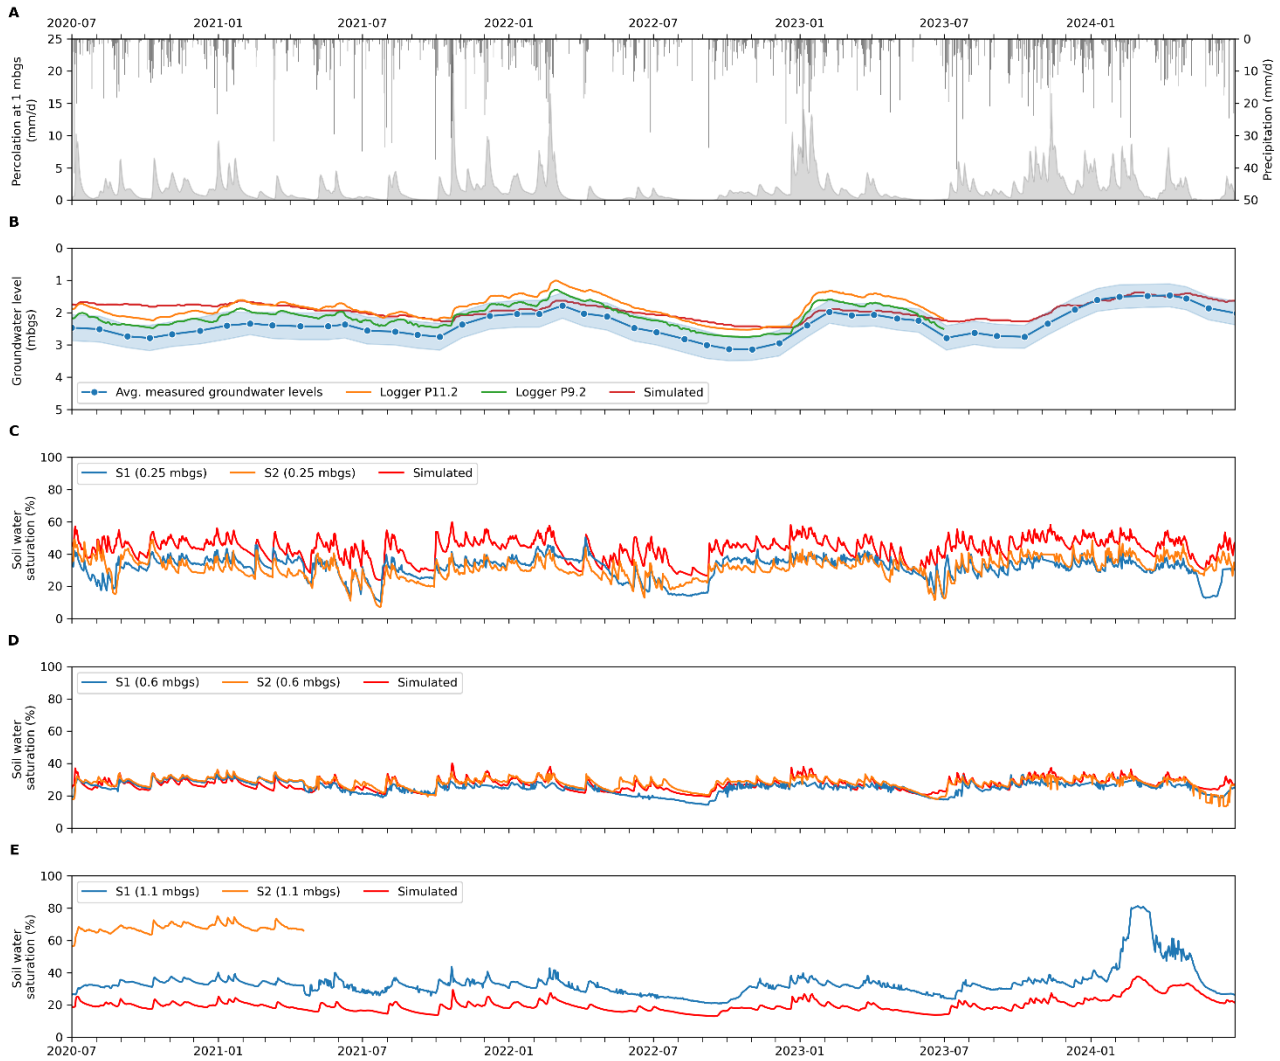 A
2020-07 2021-01 2021-07 2022-01 2022-07 2023-01 2023-07 2024-01
25
20
15
10
5
0
Percolation at 1 mbgs
(mm/d)
0
10
20
30
40
50
Precipitation (mm/d)
B
0
1
2
3
4
5
Groundwater level
(mbgs)
Avg. measured groundwater levels Logger P11.2 Logger P9.2 Simulated
C
100
80
60
40
20
0
Soil water
saturation (%)
S1 (0.25 mbgs) S2 (0.25 mbgs) Simulated
D
100
80
60
40
20
0
Soil water
saturation (%)
S1 (0.6 mbgs) S2 (0.6 mbgs) Simulated
E
100
80
60
40
20
0
Soil water
saturation (%)
S1 (1.1 mbgs) S2 (1.1 mbgs) Simulated
2020-07 2021-01 2021-07 2022-01 2022-07 2023-01 2023-07 2024-01